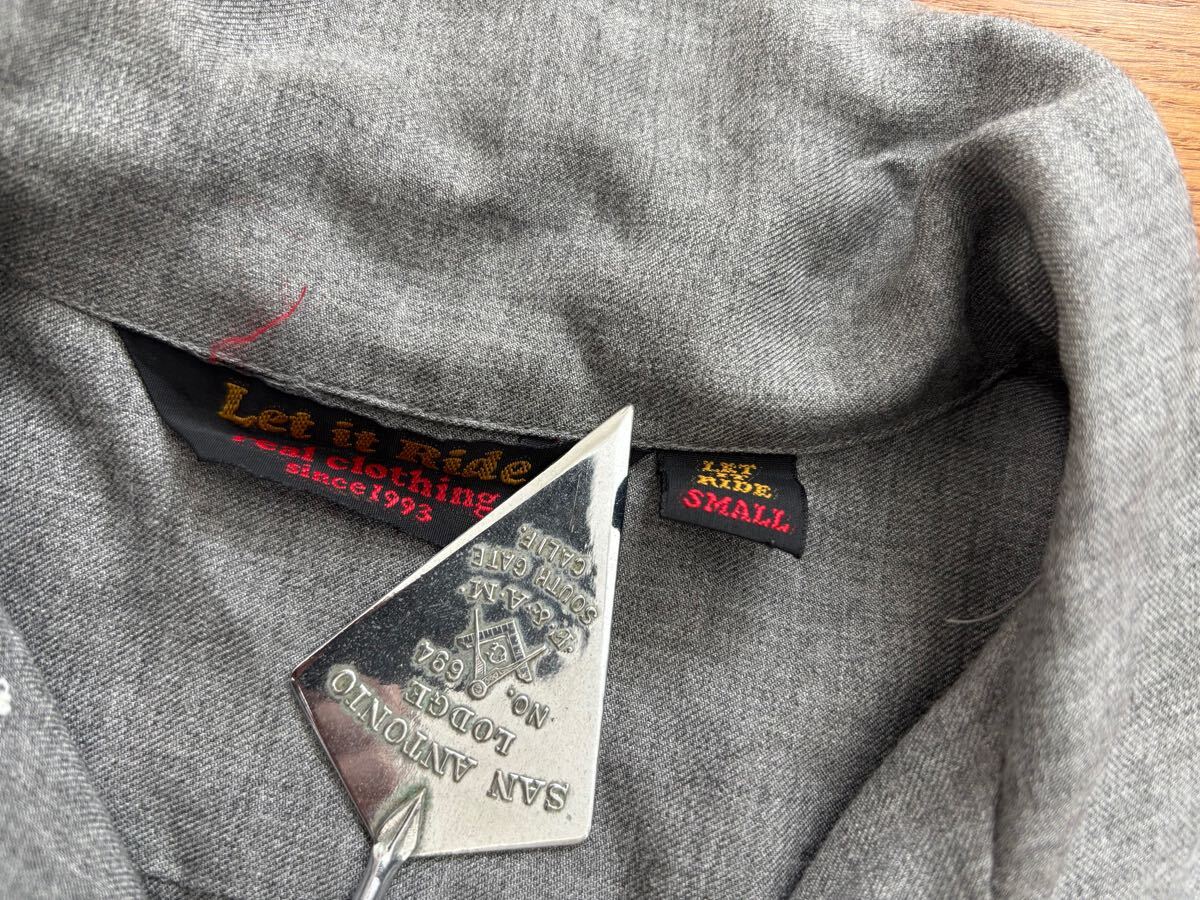 Let it Ride
real clothing
since1993
LET
IT
RIDE
SMALL
SAN ANTONIO
LODGE
NO. 694
F. & A M
SOUTH GATE
CALIF.